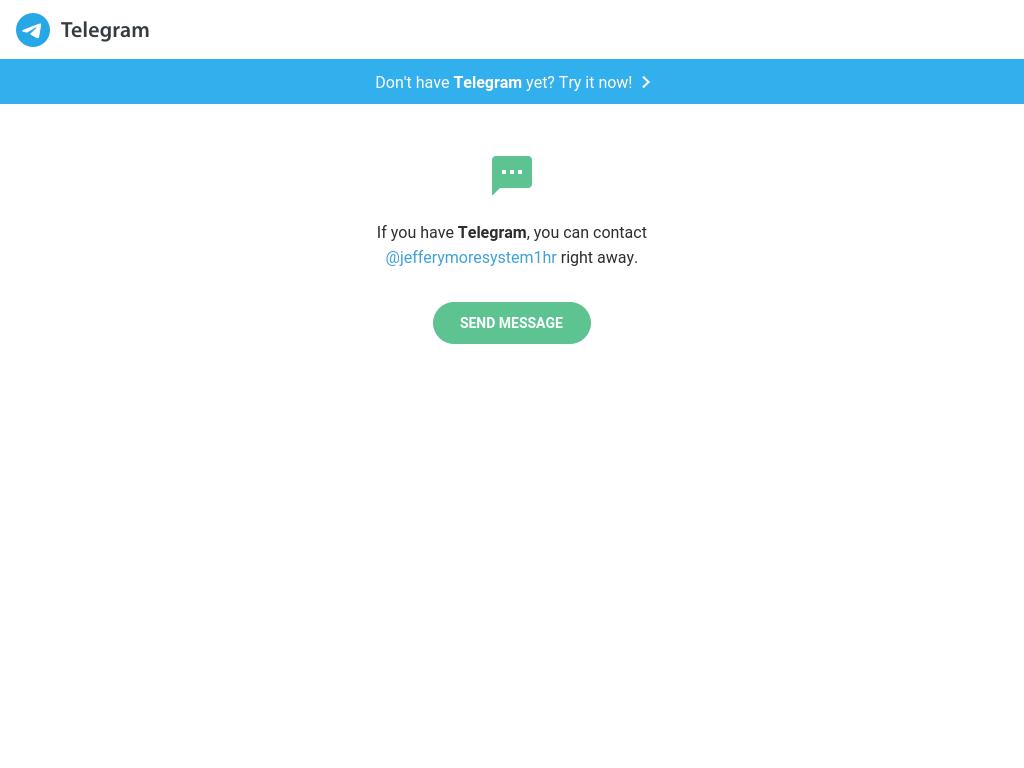 Telegram
Don't have Telegram yet? Try it now!
If you have Telegram, you can contact
@jefferymoresystem1hr right away.
SEND MESSAGE